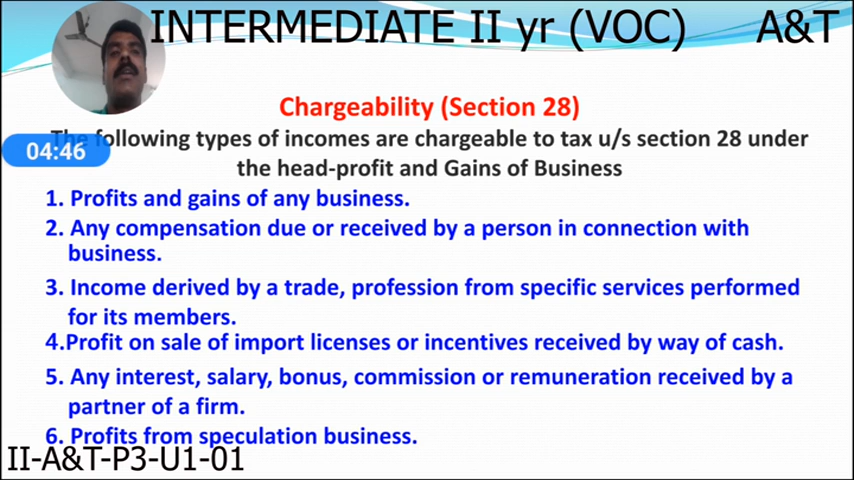 INTERMEDIATE II yr (VOC) A&T
Chargeability (Section 28)
The following types of incomes are chargeable to tax u/s section 28 under
04:46
the head-profit and Gains of Business
1. Profits and gains of any business.
2. Any compensation due or received by a person in connection with
business.
3. Income derived by a trade, profession from specific services performed
for its members.
4.Profit on sale of import licenses or incentives received by way of cash.
5. Any interest, salary, bonus, commission or remuneration received by a
partner of a firm.
6. Profits from speculation business.
II-A&T-P3-U1-01